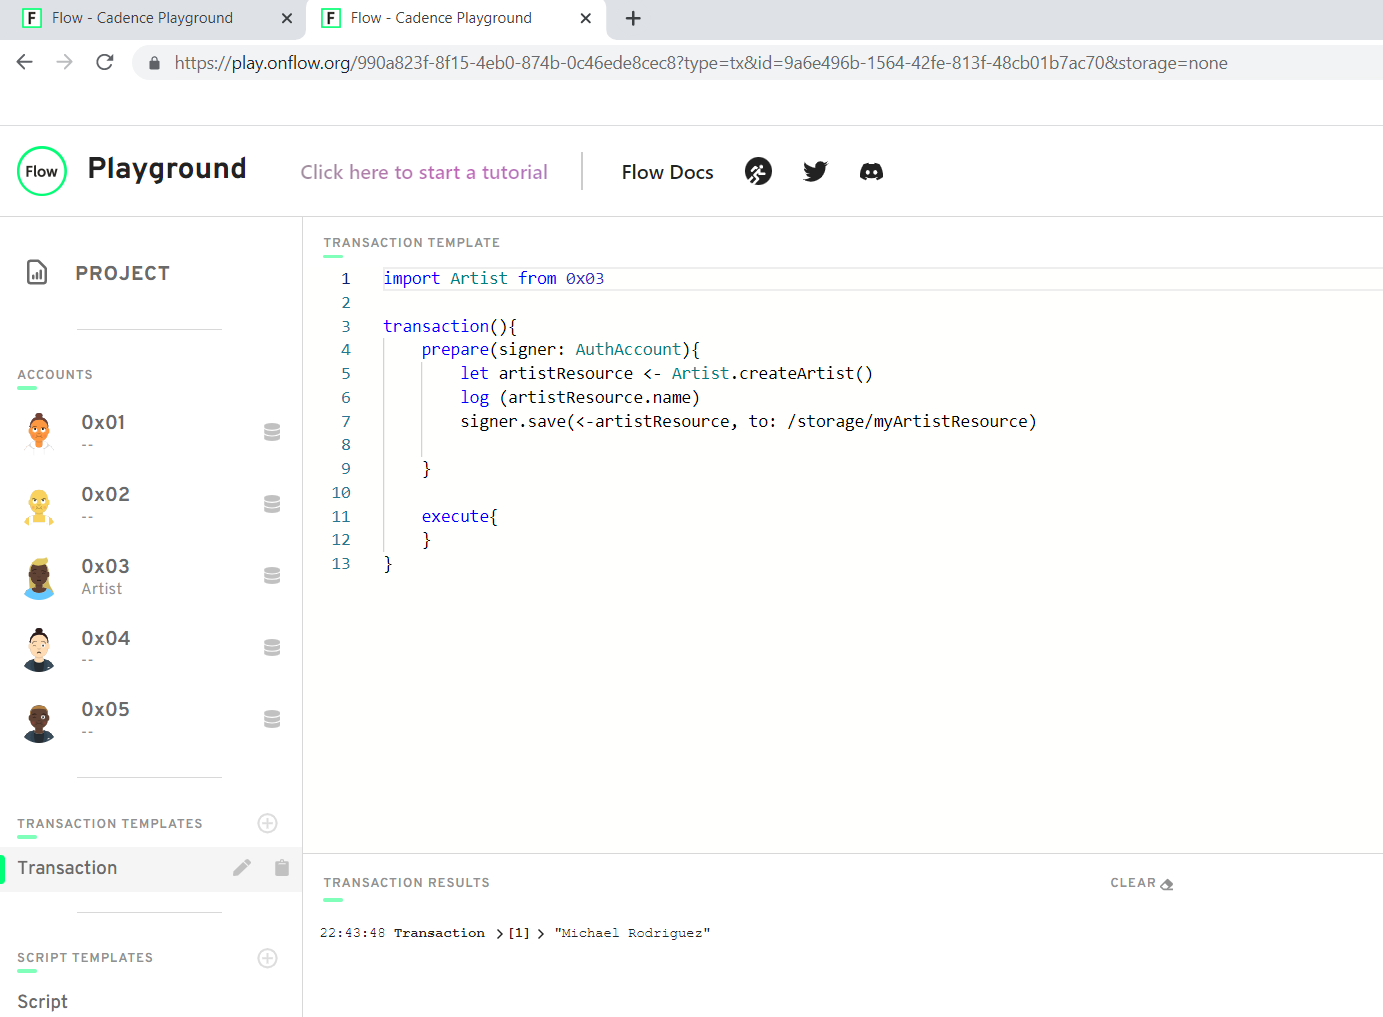 Flow - Cadence Playground
Flow - Cadence Playground
https://play.onflow.org/990a823f-8f15-4eb0-874b-0c46ede8cec8?type=tx&id=9a6e496b-1564-42fe-813f-48cb01b7ac70&storage=none
Flow
Playground
Click here to start a tutorial
Flow Docs
PROJECT
ACCOUNTS
0x01
--
0x02
--
0x03
Artist
0x04
--
0x05
--
TRANSACTION TEMPLATES
Transaction
SCRIPT TEMPLATES
Script
TRANSACTION TEMPLATE
1 import Artist from 0x03
2
3 transaction(){
4 prepare(signer: AuthAccount){
5 let artistResource <- Artist.createArtist()
6 log (artistResource.name)
7 signer.save(<-artistResource, to: /storage/myArtistResource)
8
9 }
10
11 execute{
12 }
13 }
TRANSACTION RESULTS
CLEAR
22:43:48 Transaction >[1] > "Michael Rodriguez"